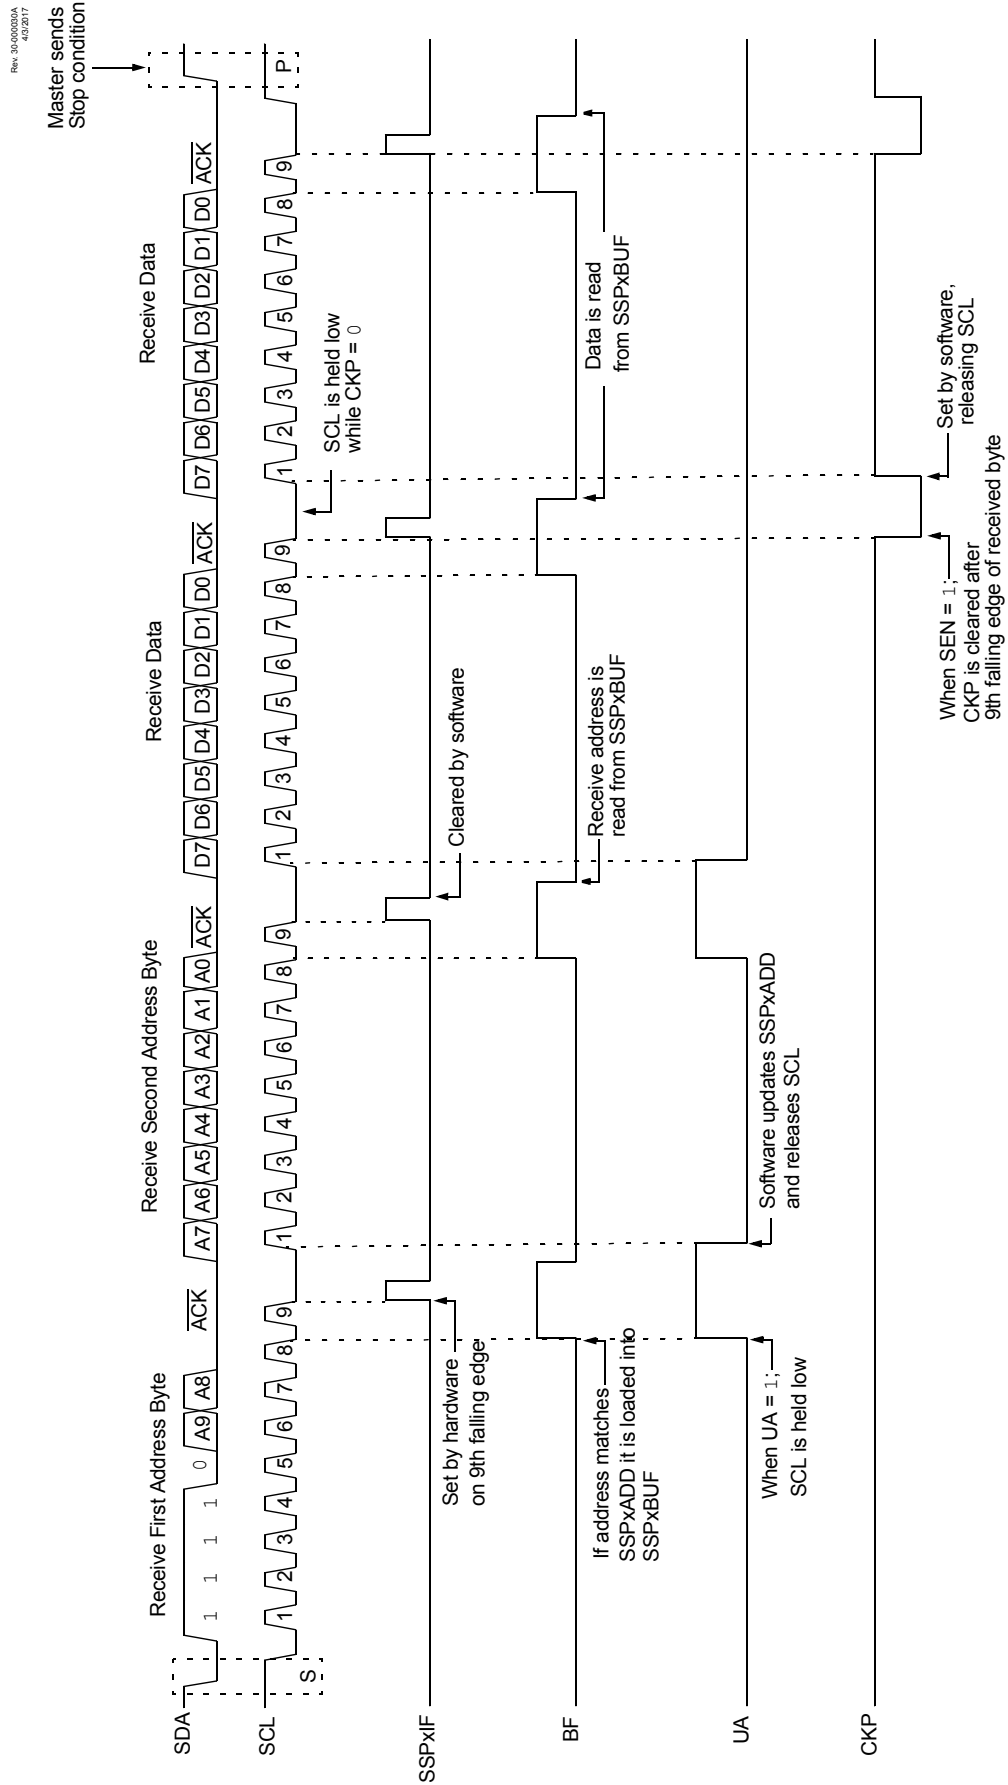 Rev. 30-000030A
4/3/2017
Master sends
Stop condition
Receive First Address Byte
Receive Second Address Byte
Receive Data
Receive Data
SDA
1 1 1 1 0 A9 A8 ACK A7 A6 A5 A4 A3 A2 A1 A0 ACK D7 D6 D5 D4 D3 D2 D1 D0 ACK D7 D6 D5 D4 D3 D2 D1 D0 ACK
SCL
S 1 2 3 4 5 6 7 8 9 1 2 3 4 5 6 7 8 9 1 2 3 4 5 6 7 8 9 1 2 3 4 5 6 7 8 9 P
SCL is held low
while CKP = 0
SSPxIF
Set by hardware
on 9th falling edge
Cleared by software
BF
If address matches
SSPxADD it is loaded into
SSPxBUF
Receive address is
read from SSPxBUF
Data is read
from SSPxBUF
UA
When UA = 1;
SCL is held low
Software updates SSPxADD
and releases SCL
CKP
When SEN = 1;
CKP is cleared after
9th falling edge of received byte
Set by software,
releasing SCL